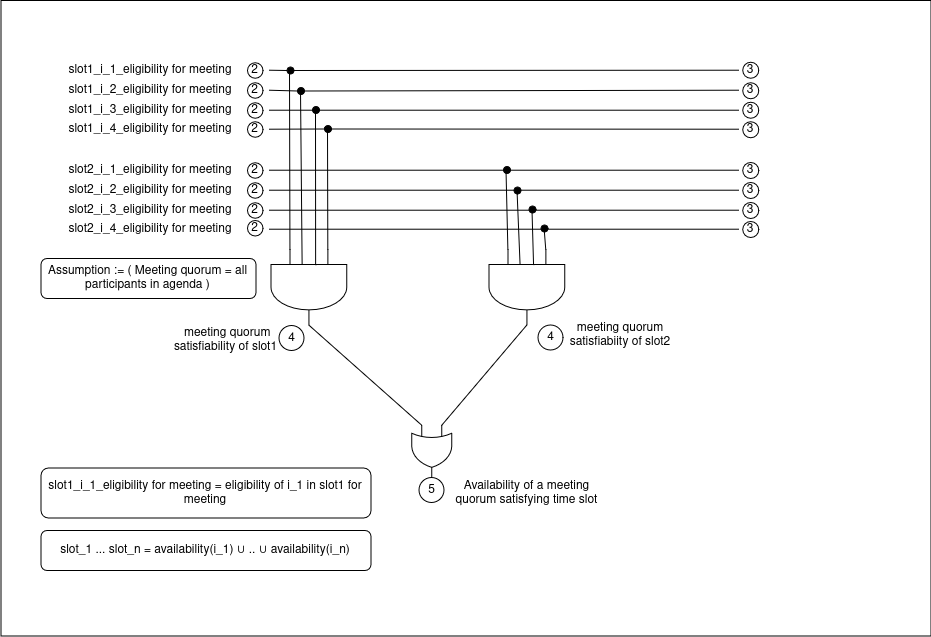 slot1_i_1_eligibility for meeting 2 3
slot1_i_2_eligibility for meeting 2 3
slot1_i_3_eligibility for meeting 2 3
slot1_i_4_eligibility for meeting 2 3
slot2_i_1_eligibility for meeting 2 3
slot2_i_2_eligibility for meeting 2 3
slot2_i_3_eligibility for meeting 2 3
slot2_i_4_eligibility for meeting 2 3
Assumption := ( Meeting quorum = all
participants in agenda )
meeting quorum
satisfiability of slot1
4
4
meeting quorum
satisfiabiity of slot2
5
Availability of a meeting
quorum satisfying time slot
slot1_i_1_eligibility for meeting = eligibility of i_1 in slot1 for
meeting
slot_1 ... slot_n = availability(i_1) ∪ .. ∪ availability(i_n)